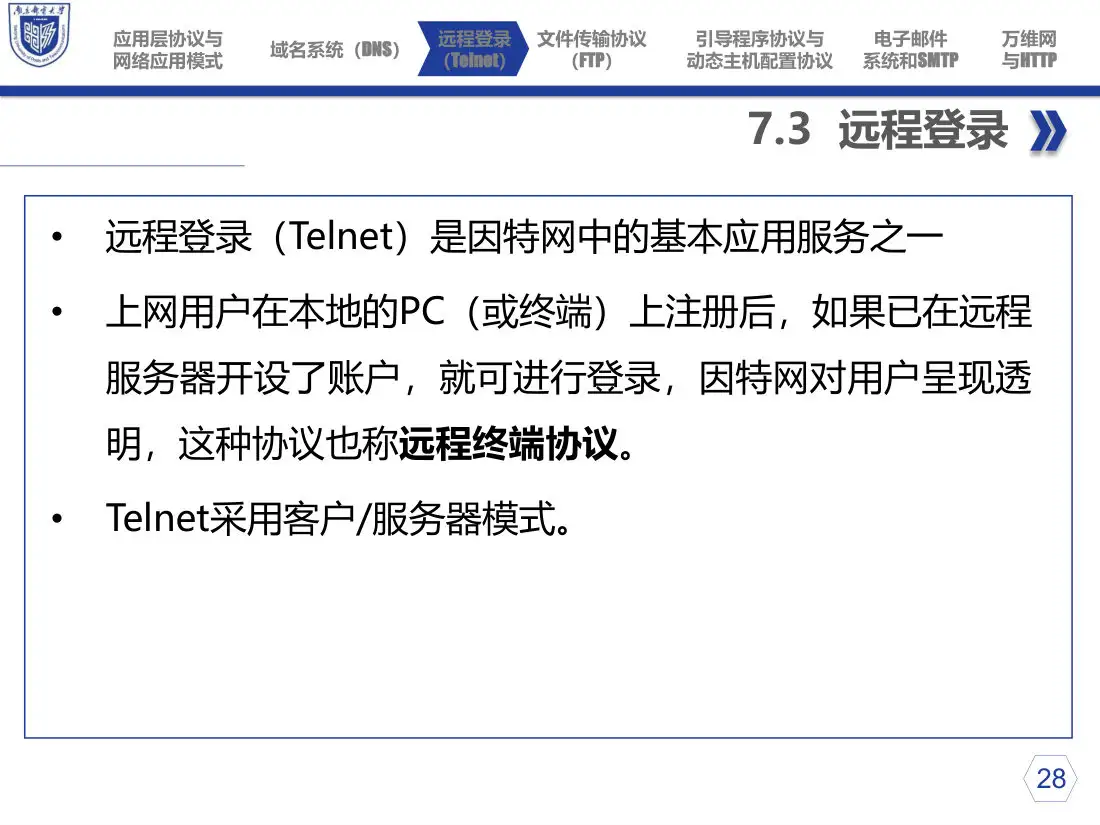 南京邮电大学
应用层协议与
网络应用模式
域名系统（DNS）
远程登录
（Telnet）
文件传输协议
（FTP）
引导程序协议与
动态主机配置协议
电子邮件
系统和SMTP
万维网
与HTTP
7.3 远程登录
• 远程登录（Telnet）是因特网中的基本应用服务之一
• 上网用户在本地的PC（或终端）上注册后，如果已在远程
服务器开设了账户，就可进行登录，因特网对用户呈现透
明，这种协议也称远程终端协议。
• Telnet采用客户/服务器模式。
28